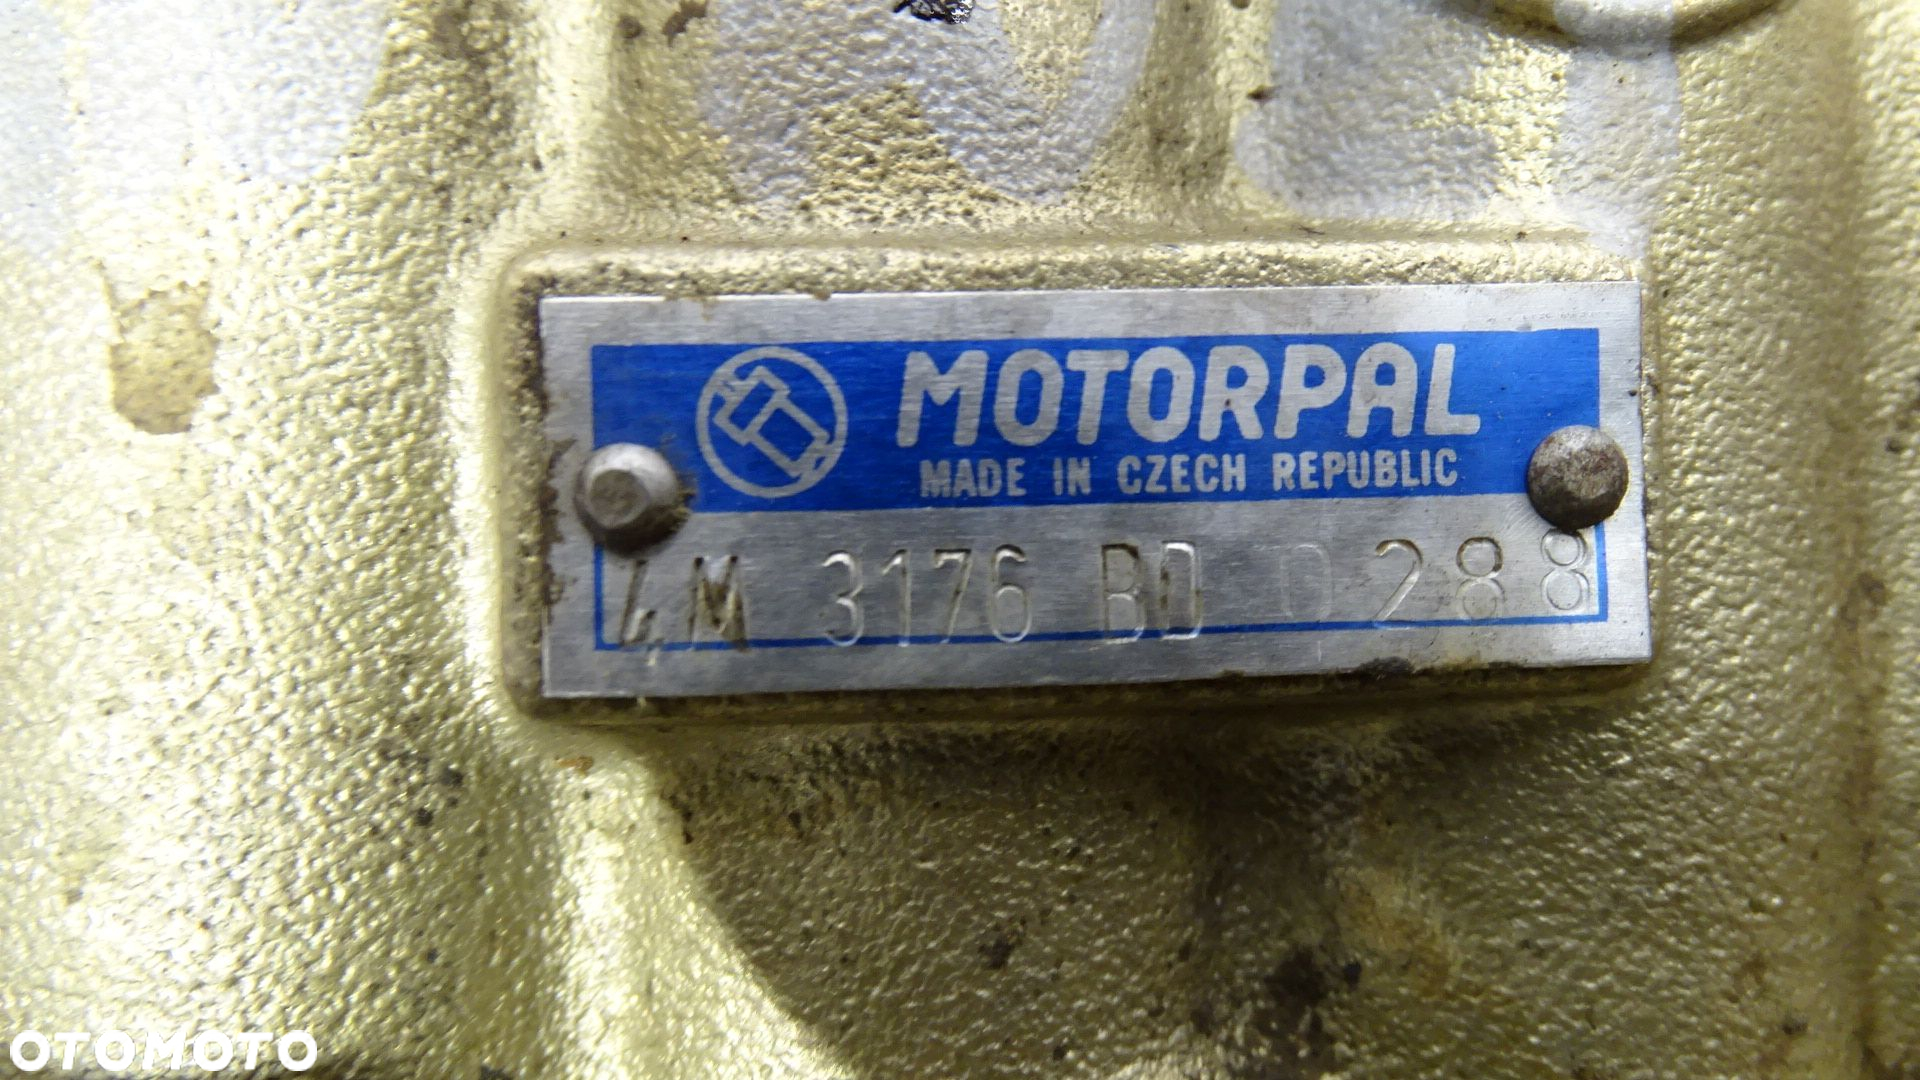 MOTORPAL
MADE IN CZECH REPUBLIC
4M 3176 BD 0288
OTOMOTO